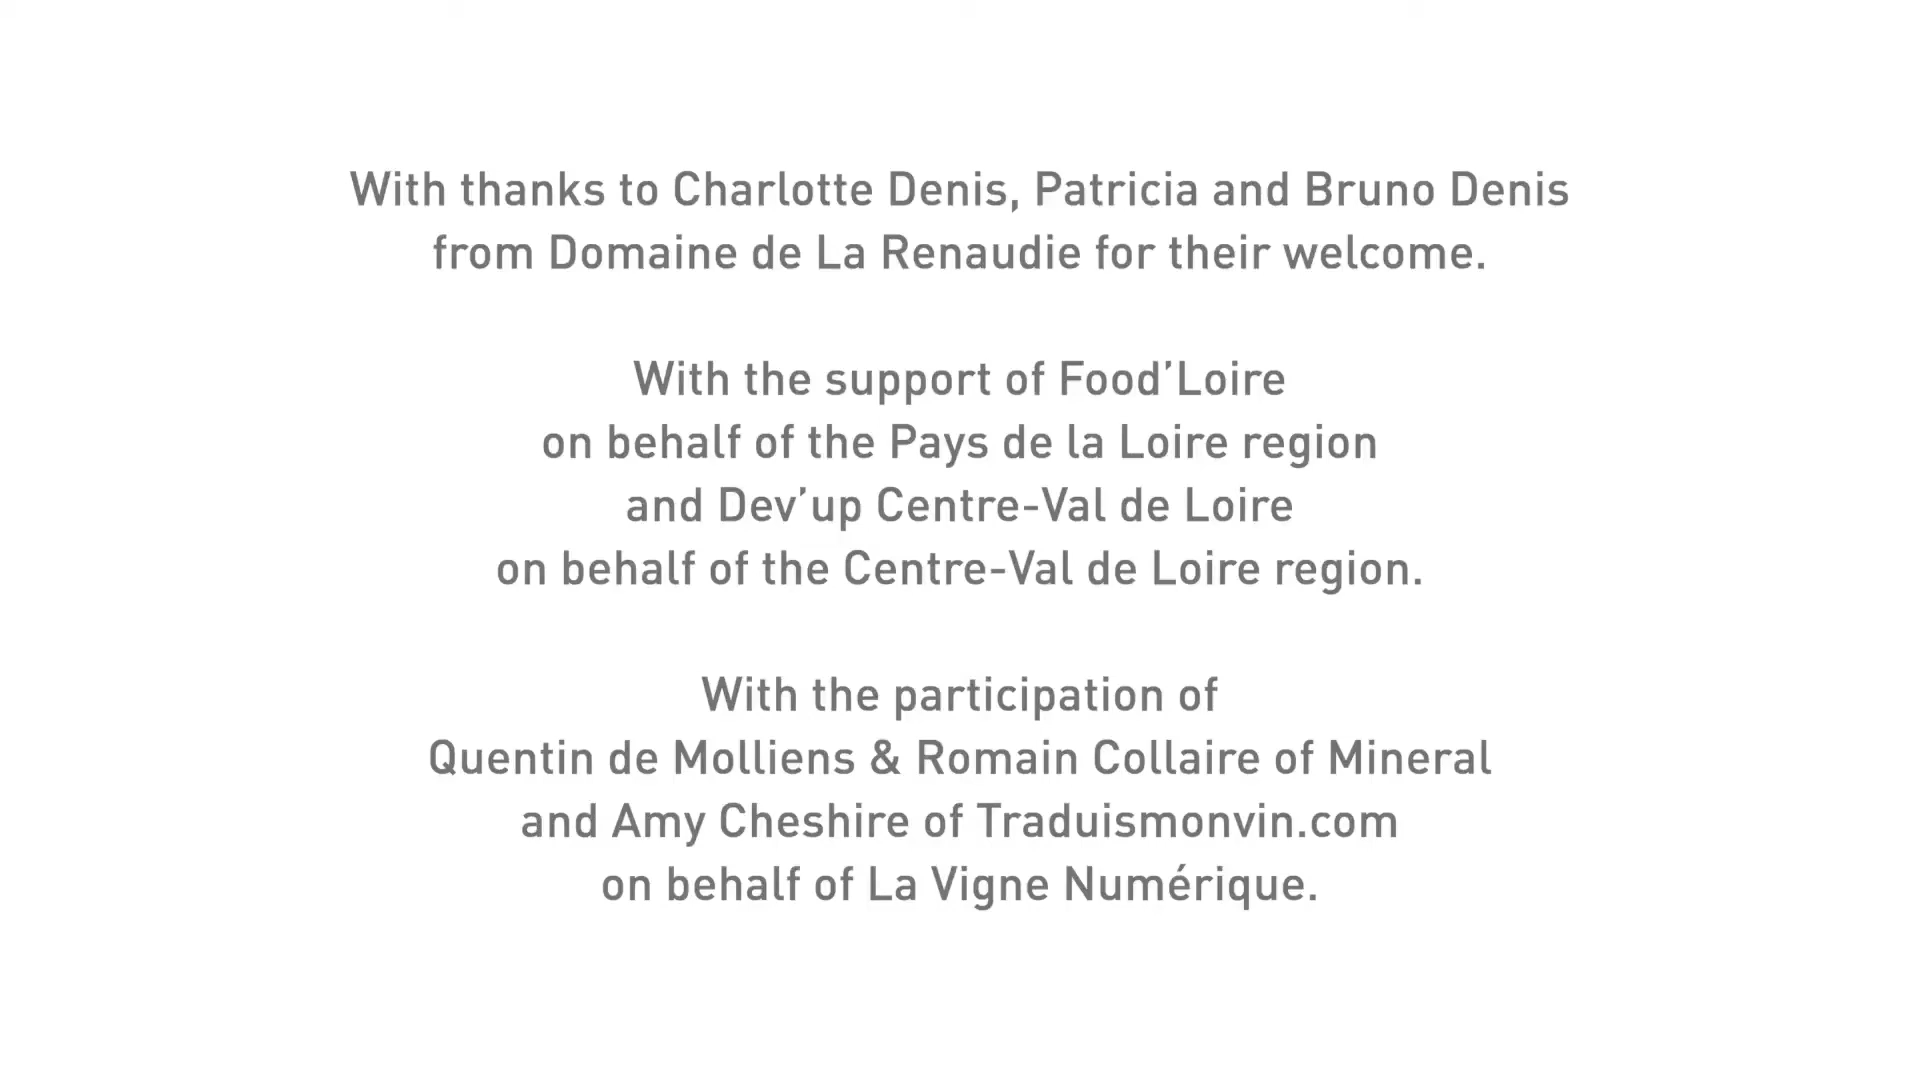 With thanks to Charlotte Denis, Patricia and Bruno Denis
from Domaine de La Renaudie for their welcome.
With the support of Food’Loire
on behalf of the Pays de la Loire region
and Dev’up Centre-Val de Loire
on behalf of the Centre-Val de Loire region.
With the participation of
Quentin de Molliens & Romain Collaire of Mineral
and Amy Cheshire of Traduismonvin.com
on behalf of La Vigne Numérique.